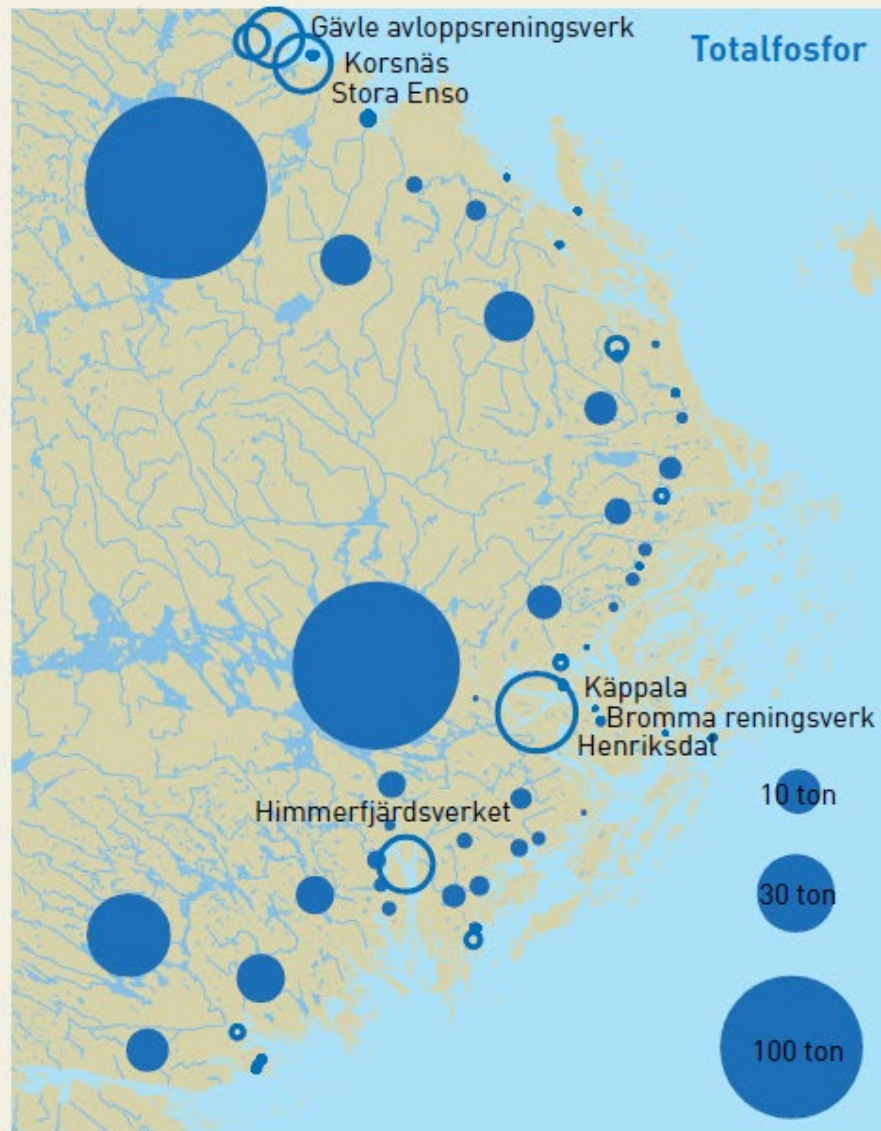 Gävle avloppsreningsverk
Totalfosfor
Korsnäs
Stora Enso
Käppala
Bromma reningsverk
Henriksdal
10 ton
Himmerfjärdsverket
30 ton
100 ton